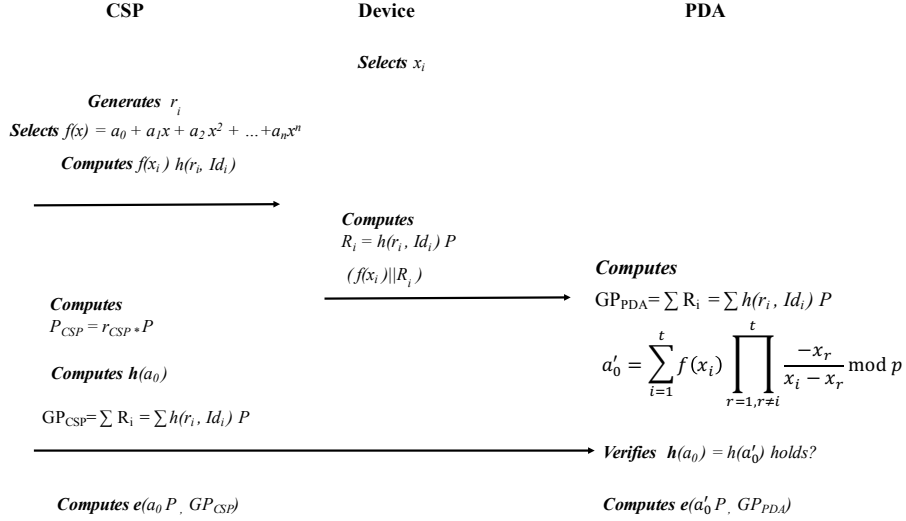 CSP Device PDA
Selects x_i
Generates r_i
Selects f(x) = a_0 + a_1x + a_2 x^2 + ...+a_nx^n
Computes f(x_i) h(r_i, Id_i)
Computes
R_i = h(r_i , Id_i) P
(f(x_i)||R_i)
Computes
GP_PDA= ∑ R_i = ∑ h(r_i , Id_i) P
a′_0 = ∑_{i=1}^{t} f(x_i) ∏_{r=1,r≠i}^{t} \frac{-x_r}{x_i − x_r} mod p
Computes
P_CSP = r_CSP * P
Computes h(a_0)
GP_CSP= ∑ R_i = ∑ h(r_i , Id_i) P
Verifies h(a_0) = h(a′_0) holds?
Computes e(a_0 P , GP_CSP)
Computes e(a′_0 P , GP_PDA)